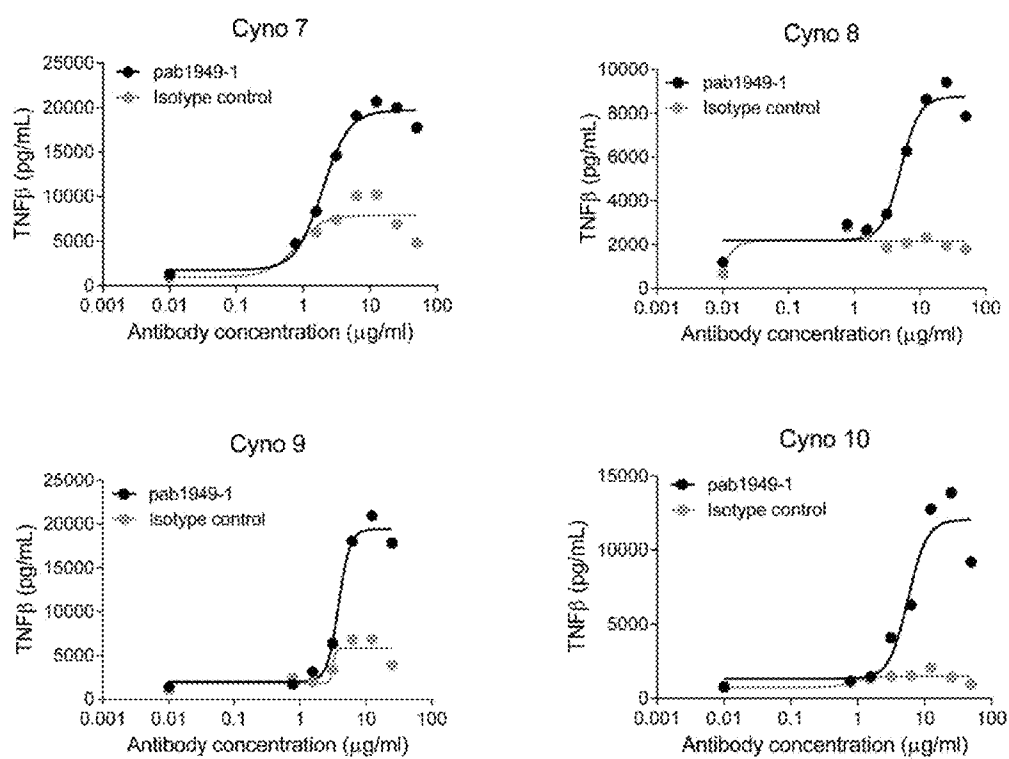 Cyno 7
25000
20000
15000
10000
5000
0
TNFβ (pg/mL)
pab1949-1
Isotype control
0.001 0.01 0.1 1 10 100
Antibody concentration (μg/ml)
Cyno 8
10000
8000
6000
4000
2000
0
TNFβ (pg/mL)
pab1949-1
Isotype control
0.001 0.01 0.1 1 10 100
Antibody concentration (μg/ml)
Cyno 9
25000
20000
15000
10000
5000
0
TNFβ (pg/mL)
pab1949-1
Isotype control
0.001 0.01 0.1 1 10 100
Antibody concentration (μg/ml)
Cyno 10
15000
10000
5000
0
TNFβ (pg/mL)
pab1949-1
Isotype control
0.001 0.01 0.1 1 10 100
Antibody concentration (μg/ml)